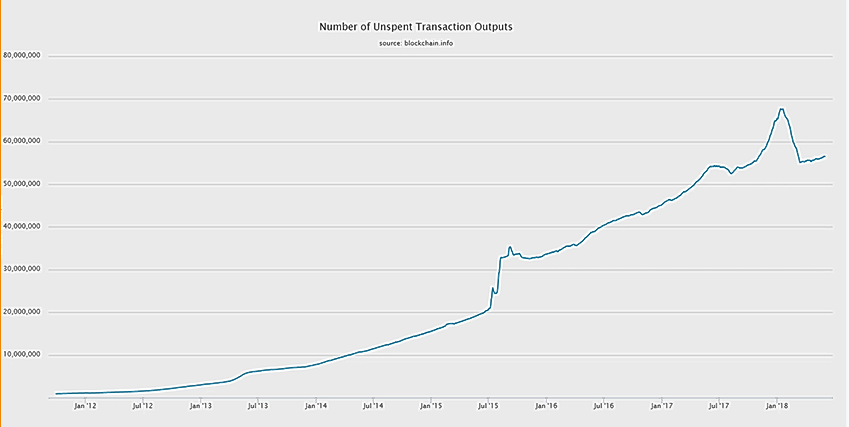 Number of Unspent Transaction Outputs
source: blockchain.info
80,000,000
70,000,000
60,000,000
50,000,000
40,000,000
30,000,000
20,000,000
10,000,000
Jan '12 Jul '12 Jan '13 Jul '13 Jan '14 Jul '14 Jan '15 Jul '15 Jan '16 Jul '16 Jan '17 Jul '17 Jan '18